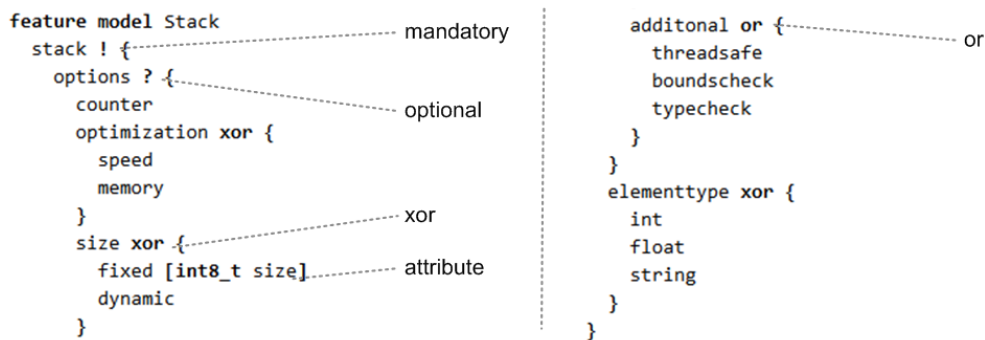 feature model Stack
stack ! {
mandatory
options ? {
optional
counter
optimization xor {
speed
memory
}
size xor {
xor
fixed [int8_t size]
attribute
dynamic
}
additonal or {
or
threadsafe
boundscheck
typecheck
}
}
elementtype xor {
int
float
string
}
}